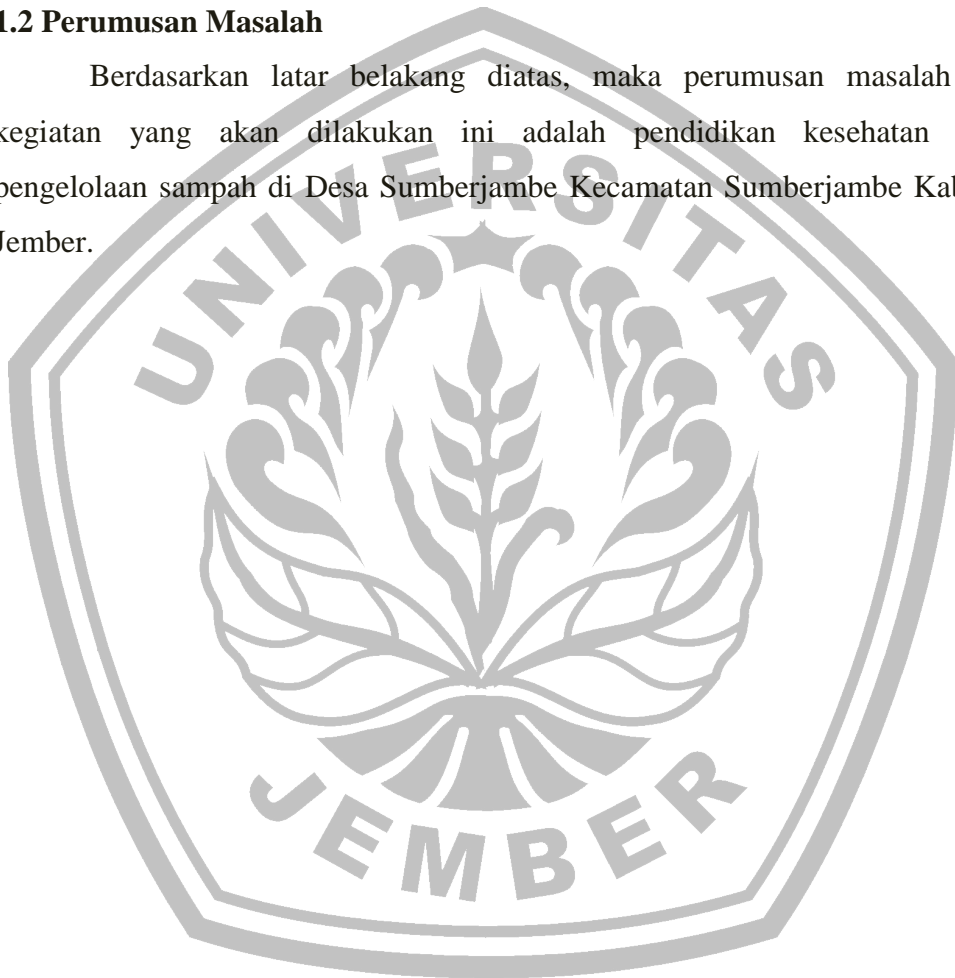 1.2 Perumusan Masalah
Berdasarkan latar belakang diatas, maka perumusan masalah
kegiatan yang akan dilakukan ini adalah pendidikan kesehatan
pengelolaan sampah di Desa Sumberjambe Kecamatan Sumberjambe Kab
Jember.
UNIVERSITAS
JEMBER